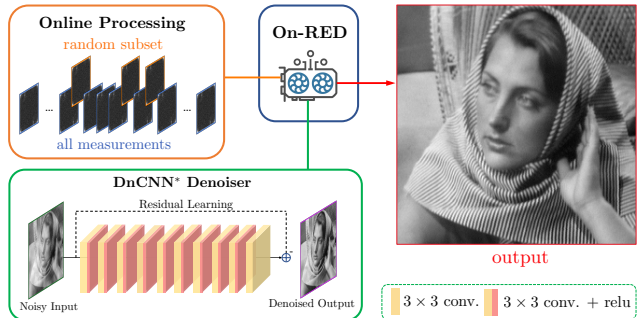 Online Processing
random subset
... ...
all measurements
On-RED
output
DnCNN* Denoiser
Residual Learning
Noisy Input
Denoised Output
3 × 3 conv.
3 × 3 conv. + relu